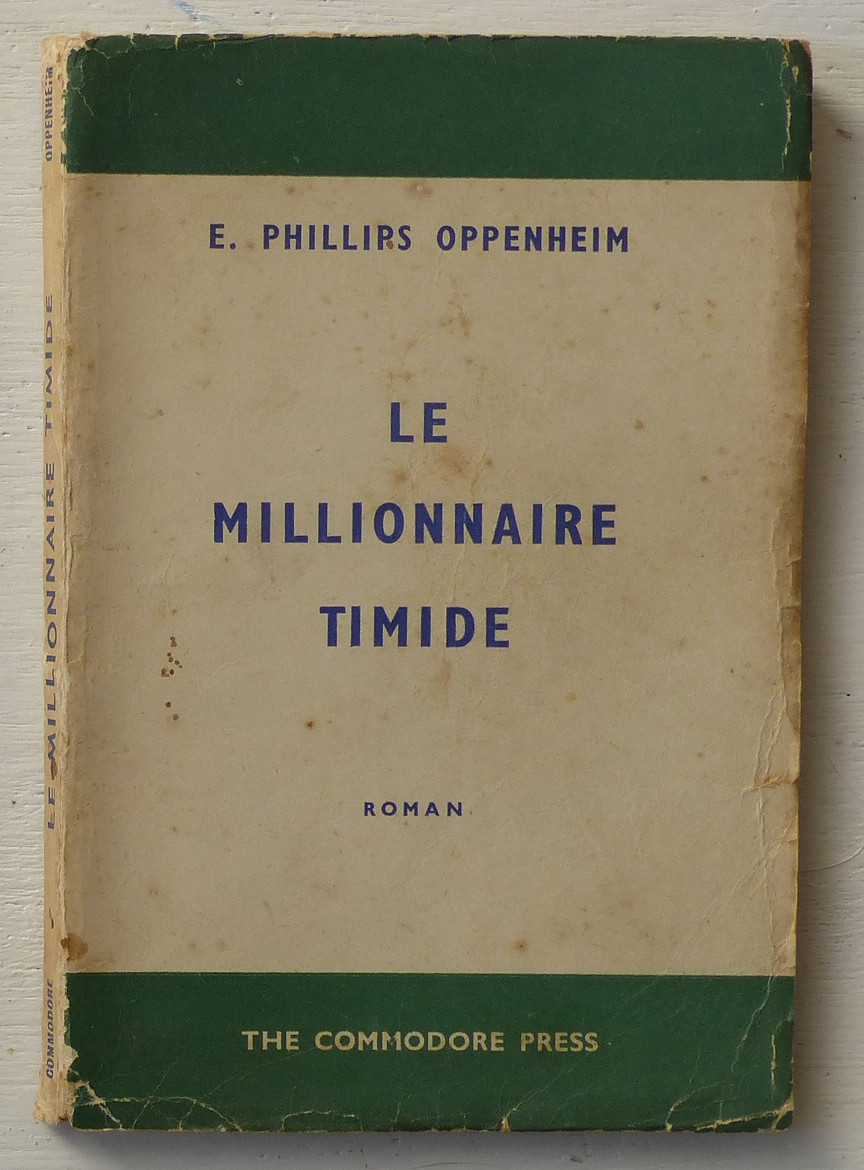 E. PHILLIPS OPPENHEIM
LE
MILLIONNAIRE
TIMIDE
ROMAN
THE COMMODORE PRESS
OPPENHEIM
LE MILLIONNAIRE TIMIDE
COMMODORE